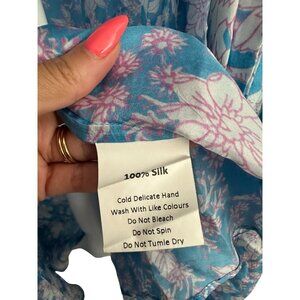 100% Silk
Cold Delicate Hand
Wash With Like Colours
Do Not Bleach
Do Not Spin
Do Not Tumle Dry